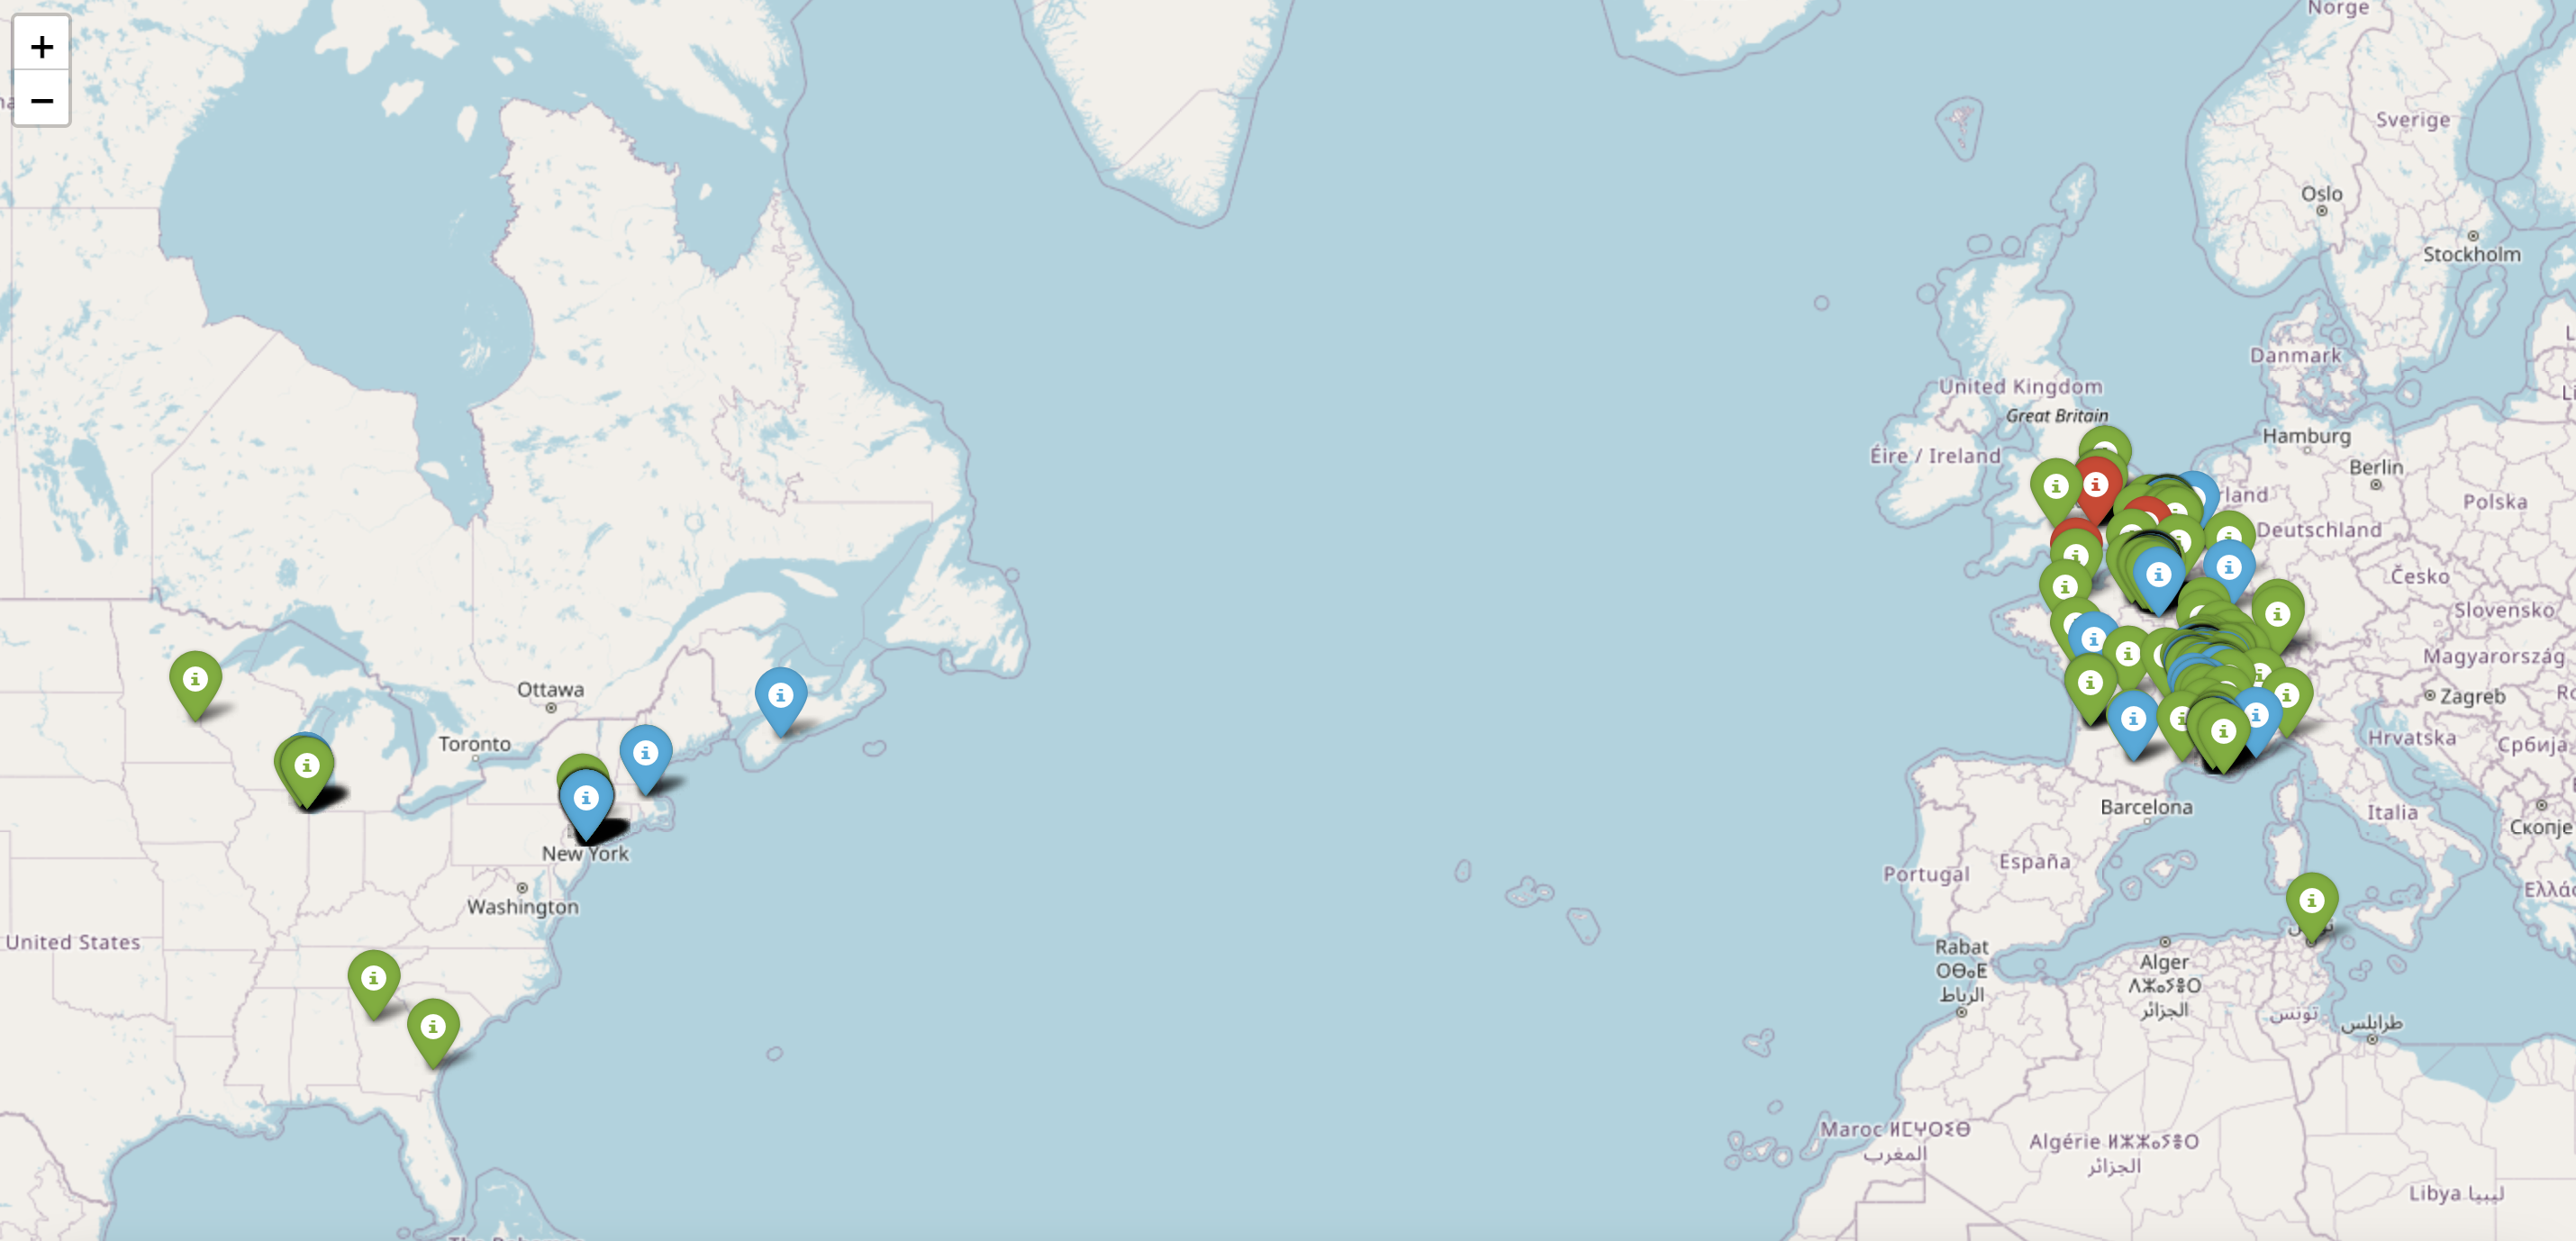 +
−
Norge
Sverige
Oslo
Stockholm
Danmark
United Kingdom
Great Britain
Éire / Ireland
Hamburg
Berlin
Polska
Deutschland
Česko
Slovensko
Magyarország
Ottawa
Zagreb
Toronto
Hrvatska
Србија
Barcelona
Italia
Скопје
New York
España
Portugal
Washington
United States
Rabat
ⵔⴱⴰⵟ
الرباط
Alger
ⴷⵣⴰⵢⴻⵔ
الجزائر
تونس
طرابلس
Maroc ⵍⵎⵖⵔⵉⴱ
المغرب
Algérie ⵍⵣⵣⴰⵢⴻⵔ
الجزائر
Libya ليبيا